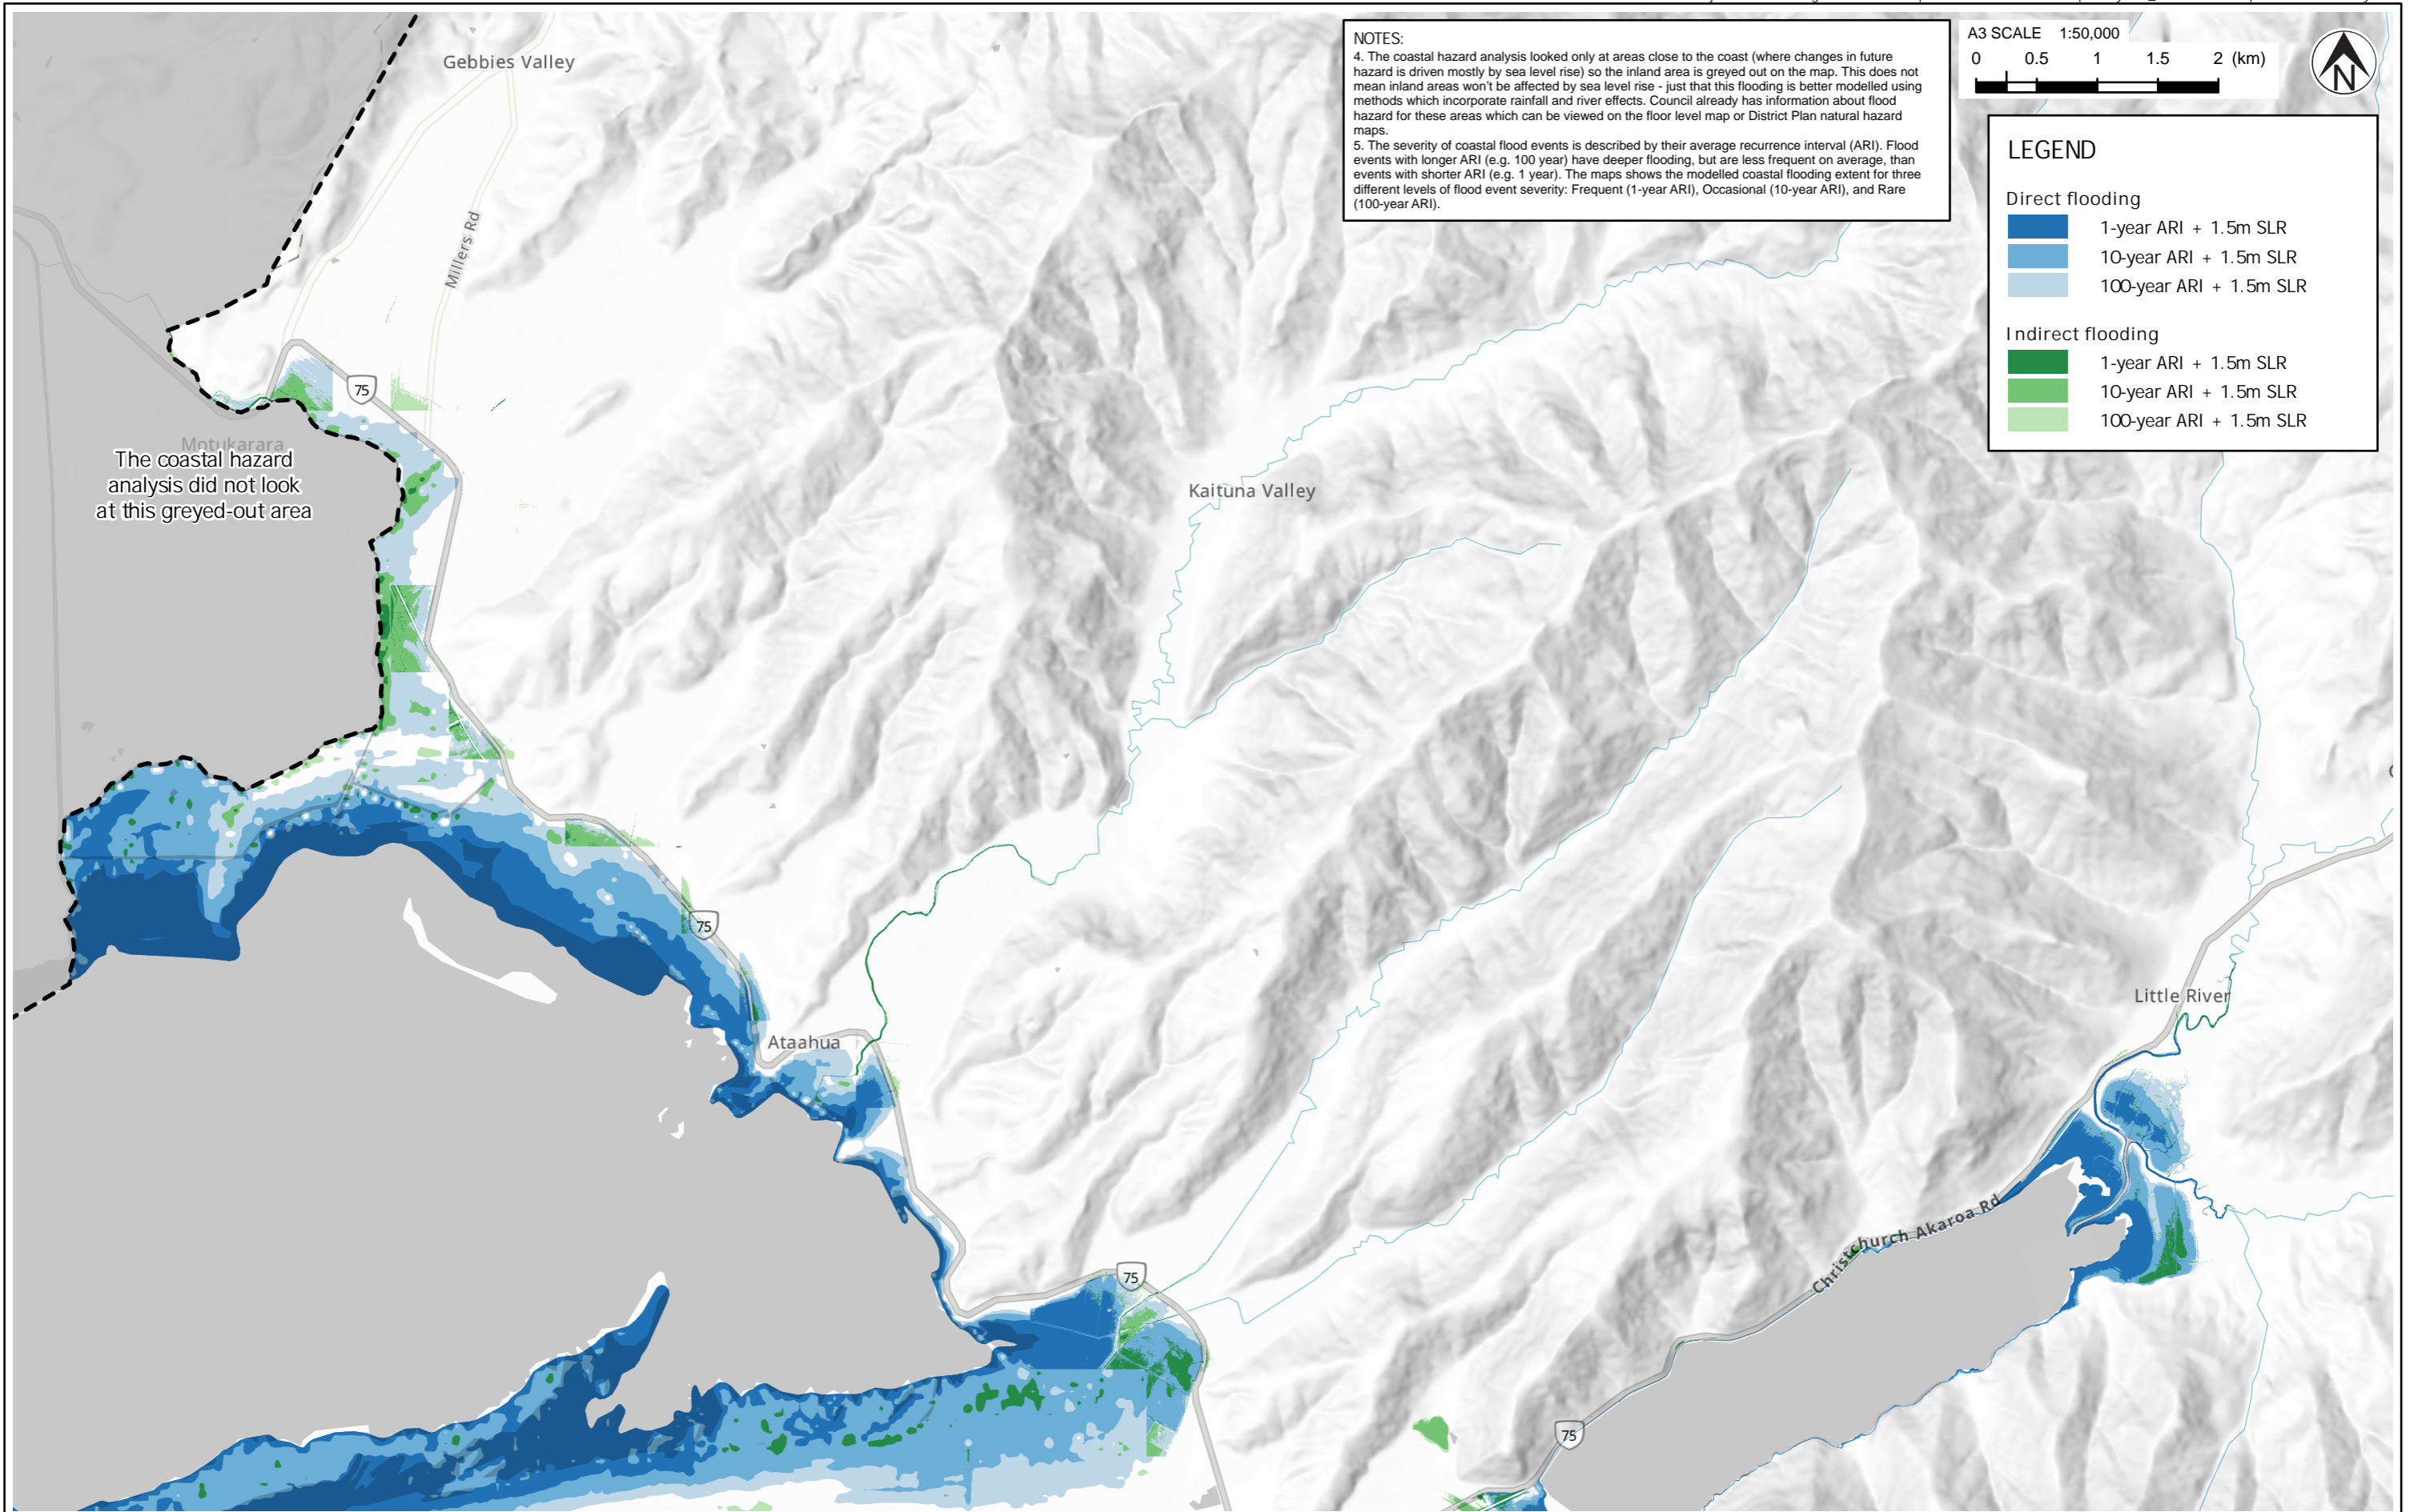 NOTES:
4. The coastal hazard analysis looked only at areas close to the coast (where changes in future
hazard is driven mostly by sea level rise) so the inland area is greyed out on the map. This does not
mean inland areas won't be affected by sea level rise - just that this flooding is better modelled using
methods which incorporate rainfall and river effects. Council already has information about flood
hazard for these areas which can be viewed on the floor level map or District Plan natural hazard
maps.
5. The severity of coastal flood events is described by their average recurrence interval (ARI). Flood
events with longer ARI (e.g. 100 year) have deeper flooding, but are less frequent on average, than
events with shorter ARI (e.g. 1 year). The maps shows the modelled coastal flooding extent for three
different levels of flood event severity: Frequent (1-year ARI), Occasional (10-year ARI), and Rare
(100-year ARI).
A3 SCALE 1:50,000
0 0.5 1 1.5 2 (km)
N
LEGEND
Direct flooding
1-year ARI + 1.5m SLR
10-year ARI + 1.5m SLR
100-year ARI + 1.5m SLR
Indirect flooding
1-year ARI + 1.5m SLR
10-year ARI + 1.5m SLR
100-year ARI + 1.5m SLR
Gebbies Valley
Millers Rd
75
Motukarara
The coastal hazard
analysis did not look
at this greyed-out area
Kaituna Valley
75
Ataahua
Little River
Christchurch Akaroa Rd
75
75